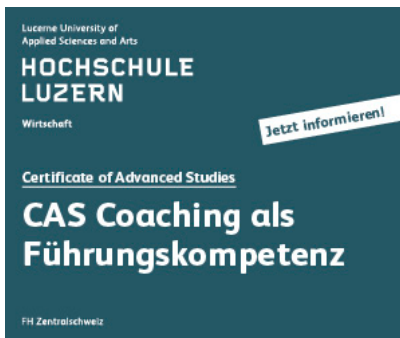 Lucerne University of
Applied Sciences and Arts
HOCHSCHULE
LUZERN
Wirtschaft
Jetzt informieren!
Certificate of Advanced Studies
CAS Coaching als
Führungskompetenz
FH Zentralschweiz